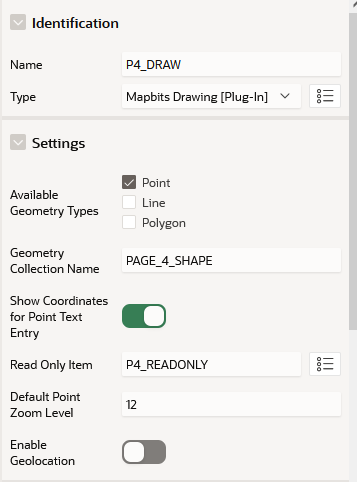 Identification
Name P4_DRAW
Type Mapbits Drawing [Plug-In]
Settings
Available
Geometry Types
Point
Line
Polygon
Geometry
Collection Name
PAGE_4_SHAPE
Show Coordinates
for Point Text
Entry
Read Only Item P4_READONLY
Default Point
Zoom Level
12
Enable
Geolocation